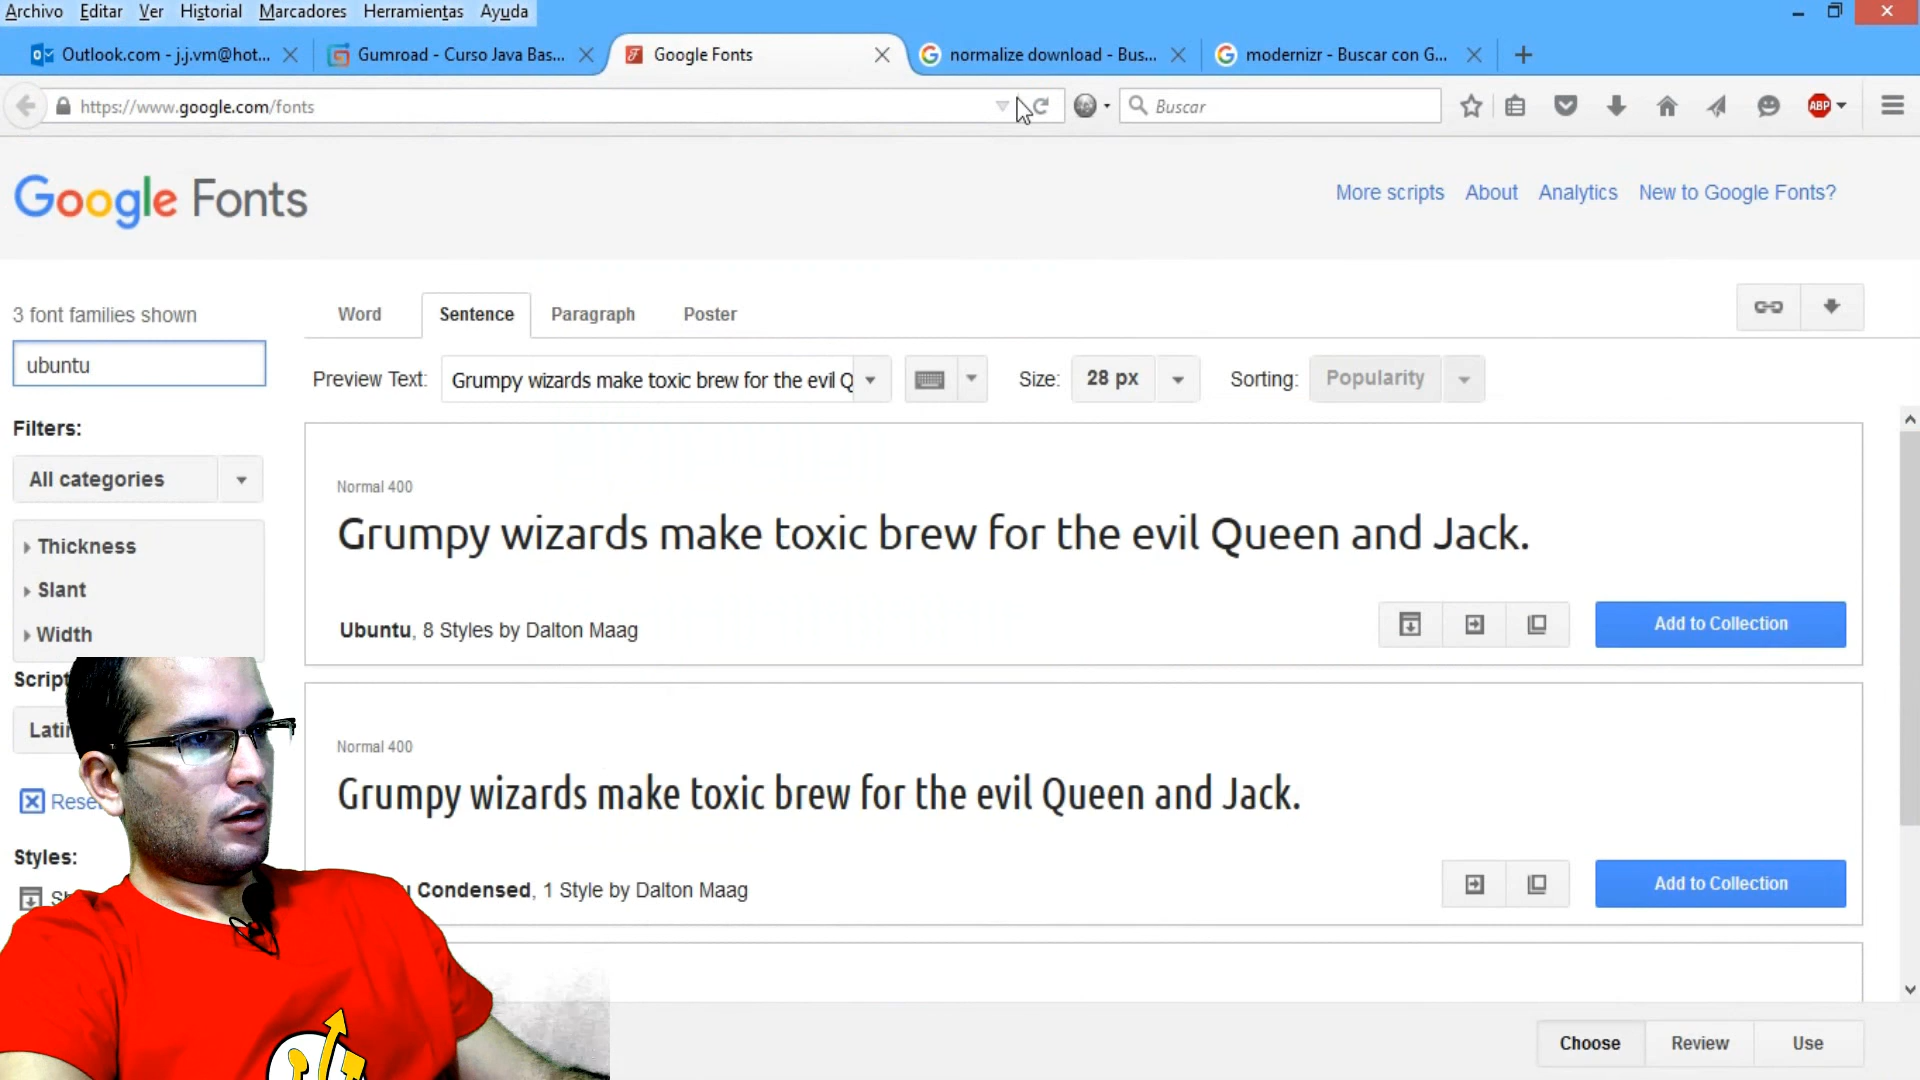 Archivo Editar Ver Historial Marcadores Herramientas Ayuda
Outlook.com - j.j.vm@hot... Gumroad - Curso Java Bas... Google Fonts normalize download - Bus... modernizr - Buscar con G...
https://www.google.com/fonts Buscar ABP
Google Fonts
More scripts About Analytics New to Google Fonts?
3 font families shown
Word Sentence Paragraph Poster
ubuntu
Preview Text: Grumpy wizards make toxic brew for the evil Q Size: 28 px Sorting: Popularity
Filters:
All categories
Thickness
Slant
Width
Normal 400
Grumpy wizards make toxic brew for the evil Queen and Jack.
Ubuntu, 8 Styles by Dalton Maag
Add to Collection
Normal 400
Grumpy wizards make toxic brew for the evil Queen and Jack.
Condensed, 1 Style by Dalton Maag
Add to Collection
Script
Latin
Rese
Styles:
Choose Review Use